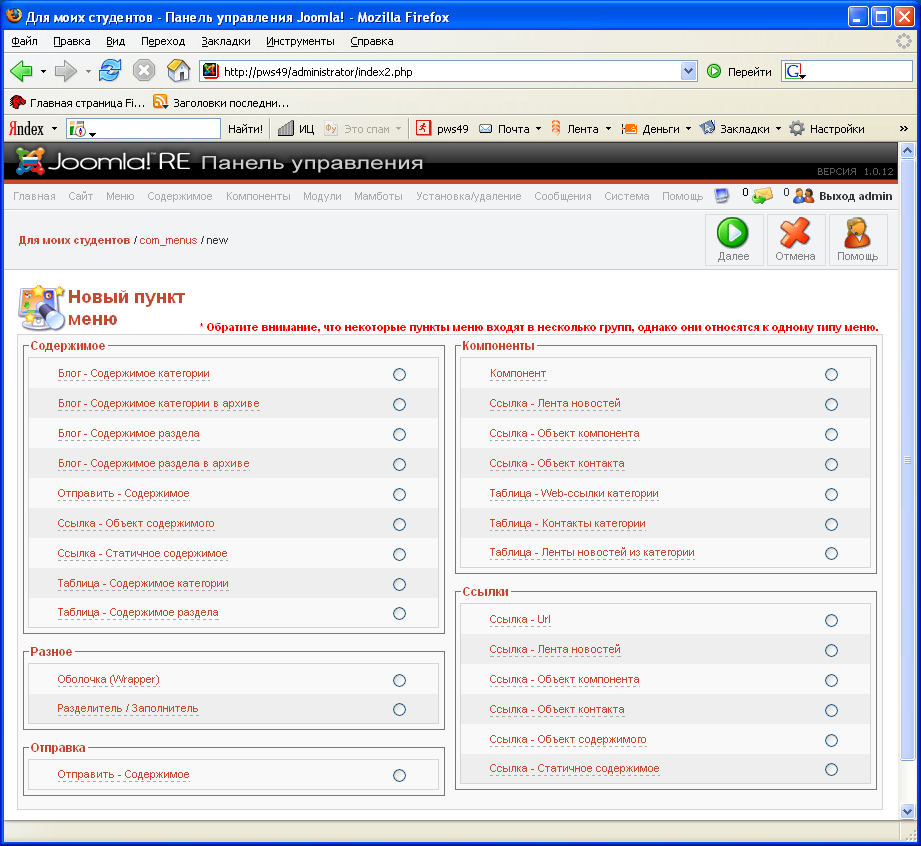 Для моих студентов - Панель управления Joomla! - Mozilla Firefox
Файл Правка Вид Переход Закладки Инструменты Справка
http://pws49/administrator/index2.php Перейти G
Главная страница Fi... Заголовки последни...
Яndex Найти! ИЦ Фу Это спам pws49 Почта Лента Деньги Закладки Настройки »
Joomla!™ RE Панель управления
ВЕРСИЯ 1.0.12
Главная Сайт Меню Содержимое Компоненты Модули Мамботы Установка/удаление Сообщения Система Помощь 0 0 Выход admin
Для моих студентов / com_menus / new
Далее Отмена Помощь
Новый пункт
меню
* Обратите внимание, что некоторые пункты меню входят в несколько групп, однако они относятся к одному типу меню.
Содержимое
Блог - Содержимое категории
Блог - Содержимое категории в архиве
Блог - Содержимое раздела
Блог - Содержимое раздела в архиве
Отправить - Содержимое
Ссылка - Объект содержимого
Ссылка - Статичное содержимое
Таблица - Содержимое категории
Таблица - Содержимое раздела
Разное
Оболочка (Wrapper)
Разделитель / Заполнитель
Отправка
Отправить - Содержимое
Компоненты
Компонент
Ссылка - Лента новостей
Ссылка - Объект компонента
Ссылка - Объект контакта
Таблица - Web-ссылки категории
Таблица - Контакты категории
Таблица - Ленты новостей из категории
Ссылки
Ссылка - Url
Ссылка - Лента новостей
Ссылка - Объект компонента
Ссылка - Объект контакта
Ссылка - Объект содержимого
Ссылка - Статичное содержимое